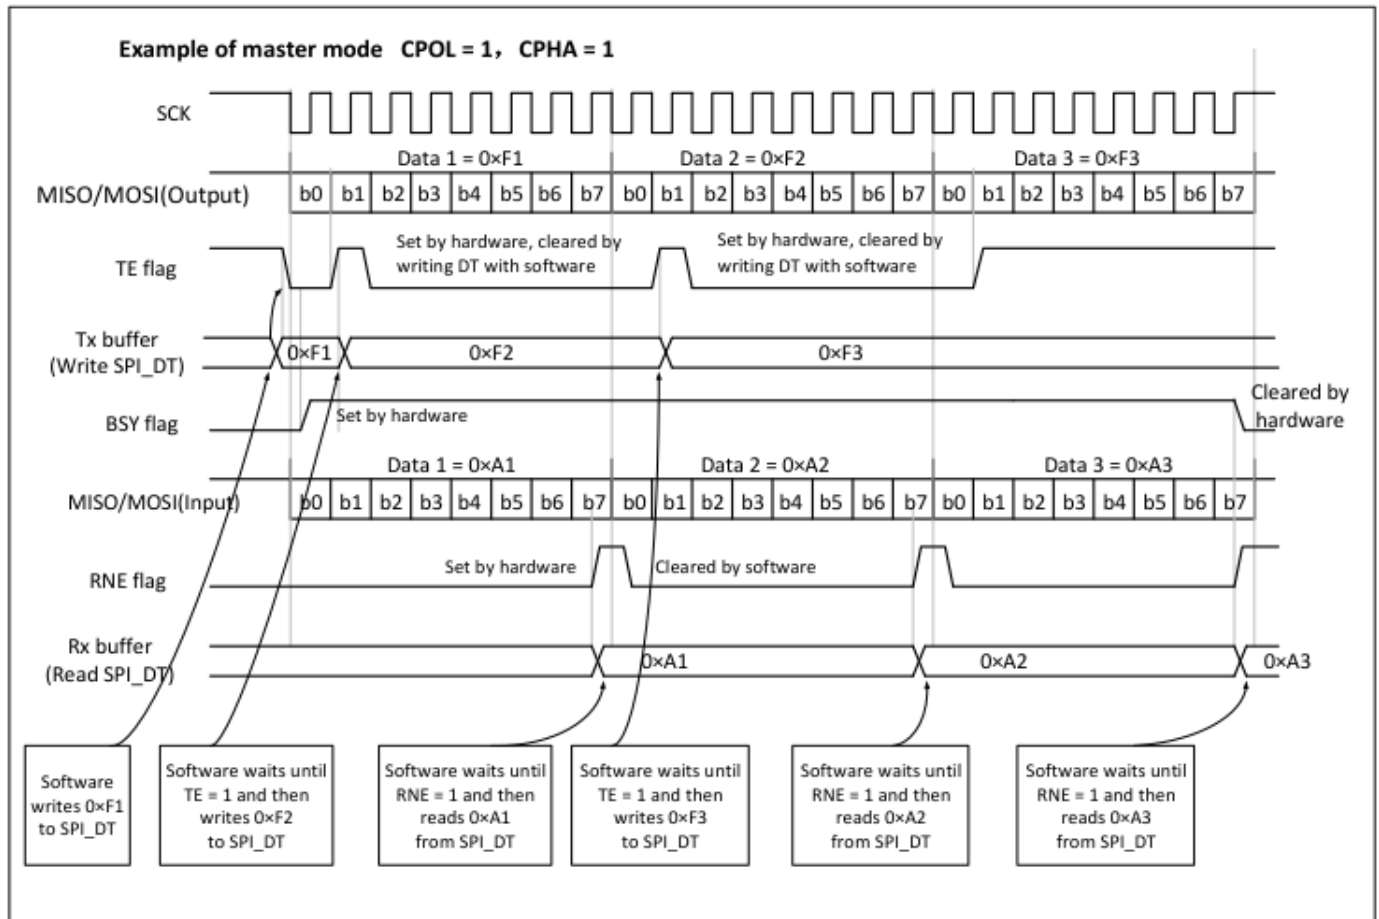 Example of master mode CPOL = 1， CPHA = 1
SCK
Data 1 = 0×F1 Data 2 = 0×F2 Data 3 = 0×F3
MISO/MOSI(Output) b0 b1 b2 b3 b4 b5 b6 b7 b0 b1 b2 b3 b4 b5 b6 b7 b0 b1 b2 b3 b4 b5 b6 b7
TE flag
Set by hardware, cleared by
writing DT with software
Set by hardware, cleared by
writing DT with software
Tx buffer
(Write SPI_DT)
0×F1 0×F2 0×F3
BSY flag
Set by hardware
Cleared by
hardware
Data 1 = 0×A1 Data 2 = 0×A2 Data 3 = 0×A3
MISO/MOSI(Input) b0 b1 b2 b3 b4 b5 b6 b7 b0 b1 b2 b3 b4 b5 b6 b7 b0 b1 b2 b3 b4 b5 b6 b7
RNE flag
Set by hardware
Cleared by software
Rx buffer
(Read SPI_DT)
0×A1 0×A2 0×A3
Software
writes 0×F1
to SPI_DT
Software waits until
TE = 1 and then
writes 0×F2
to SPI_DT
Software waits until
RNE = 1 and then
reads 0×A1
from SPI_DT
Software waits until
TE = 1 and then
writes 0×F3
to SPI_DT
Software waits until
RNE = 1 and then
reads 0×A2
from SPI_DT
Software waits until
RNE = 1 and then
reads 0×A3
from SPI_DT